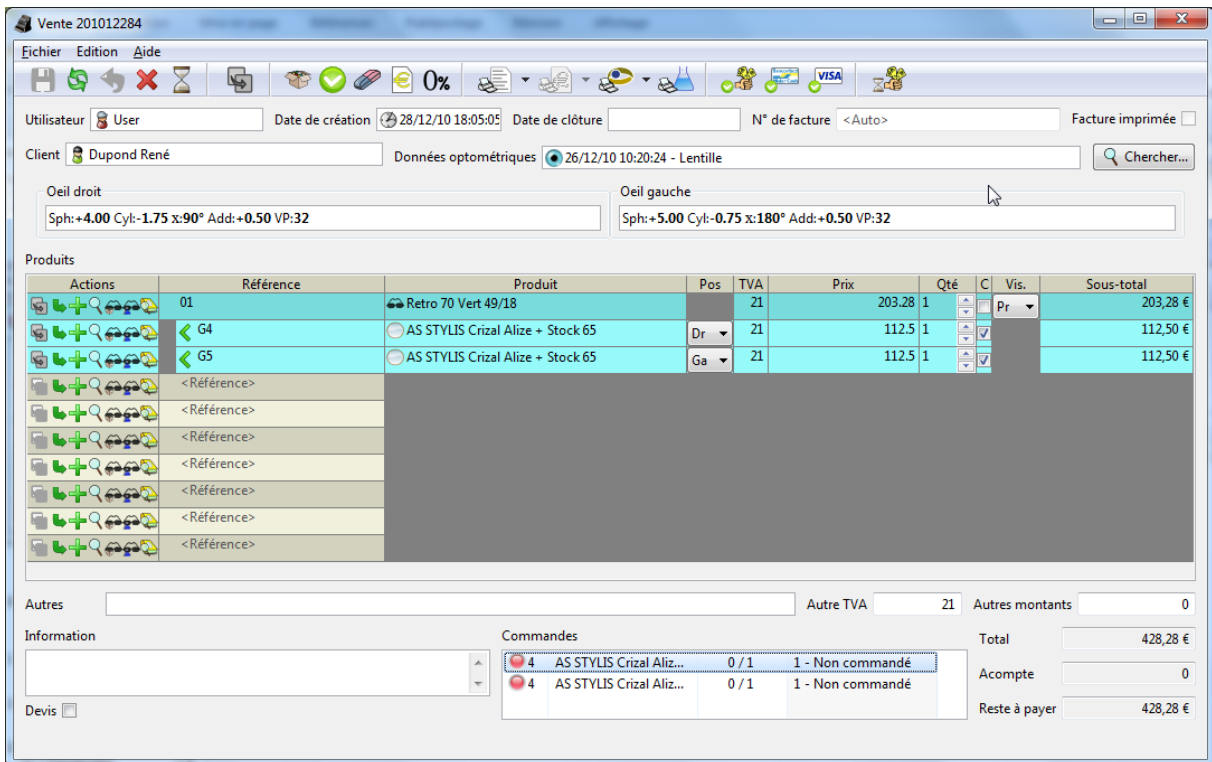 Vente 201012284
Fichier Edition Aide
0%
VISA
Utilisateur User Date de création 28/12/10 18:05:05 Date de clôture N° de facture <Auto> Facture imprimée
Client Dupond René Données optométriques 26/12/10 10:20:24 - Lentille Chercher...
Oeil droit Oeil gauche
Sph:+4.00 Cyl:-1.75 x:90° Add:+0.50 VP:32 Sph:+5.00 Cyl:-0.75 x:180° Add:+0.50 VP:32
Produits
Actions Référence Produit Pos TVA Prix Qté C Vis. Sous-total
01 Retro 70 Vert 49/18 21 203.28 1 Pr 203,28 €
G4 AS STYLIS Crizal Alize + Stock 65 Dr 21 112.5 1 112,50 €
G5 AS STYLIS Crizal Alize + Stock 65 Ga 21 112.5 1 112,50 €
<Référence>
<Référence>
<Référence>
<Référence>
<Référence>
<Référence>
<Référence>
Autres Autre TVA 21 Autres montants 0
Information Commandes Total 428,28 €
4 AS STYLIS Crizal Aliz... 0 / 1 1 - Non commandé
Acompte 0
4 AS STYLIS Crizal Aliz... 0 / 1 1 - Non commandé
Devis Reste à payer 428,28 €